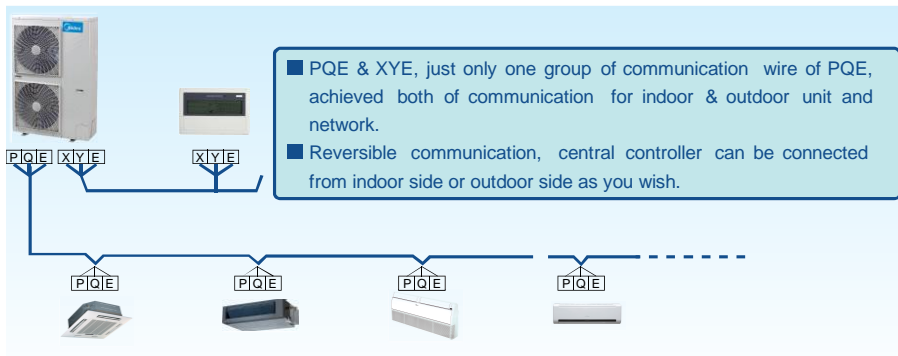 Midea
PQE & XYE, just only one group of communication wire of PQE,
achieved both of communication for indoor & outdoor unit and
network.
Reversible communication, central controller can be connected
from indoor side or outdoor side as you wish.
P Q E X Y E X Y E
P Q E P Q E P Q E P Q E